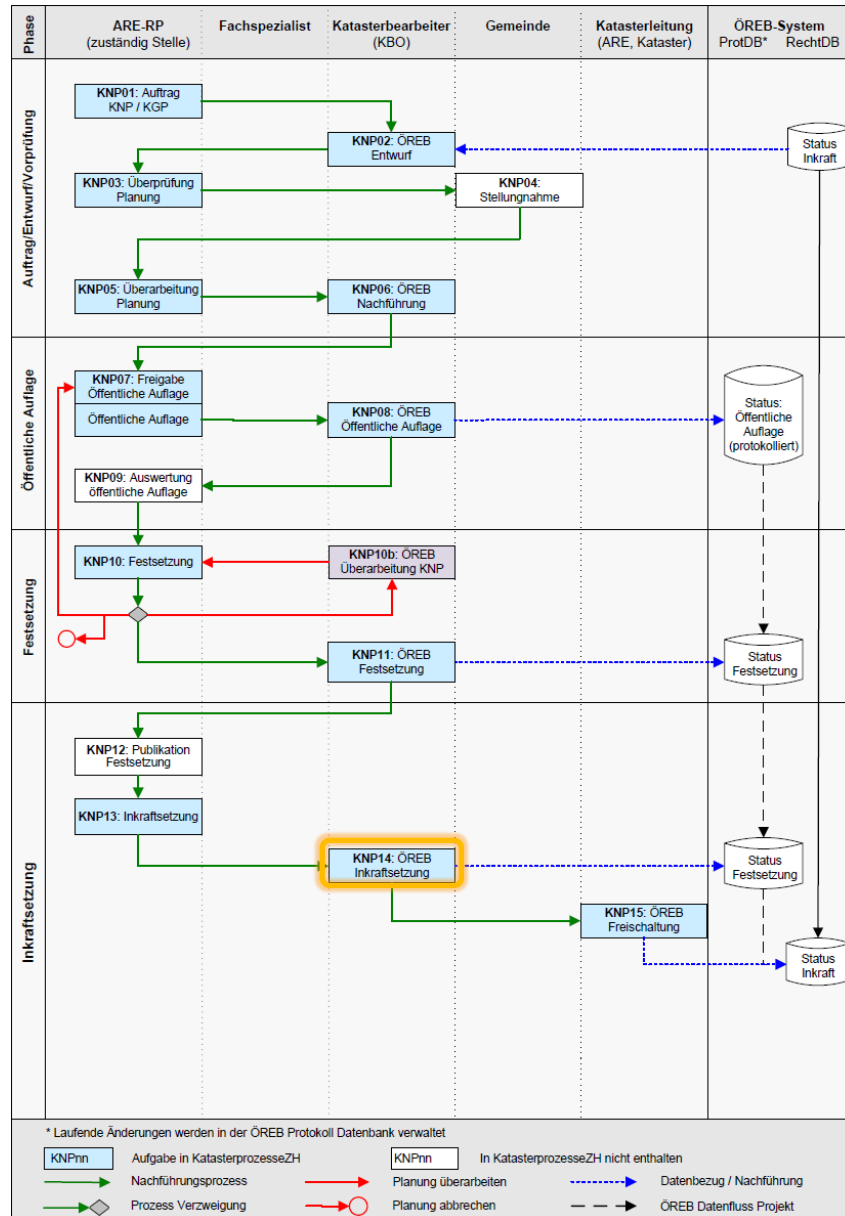 Phase
ARE-RP
(zuständig Stelle)
Fachspezialist
Katasterbearbeiter
(KBO)
Gemeinde
Katasterleitung
(ARE, Kataster)
ÖREB-System
ProtDB* RechtDB
Auftrag/Entwurf/Vorprüfung
KNP01: Auftrag
KNP / KGP
KNP02: ÖREB
Entwurf
Status
Inkraft
KNP03: Überprüfung
Planung
KNP04:
Stellungnahme
KNP05: Überarbeitung
Planung
KNP06: ÖREB
Nachführung
Öffentliche Auflage
KNP07: Freigabe
Öffentliche Auflage
Öffentliche Auflage
KNP08: ÖREB
Öffentliche Auflage
Status:
Öffentliche
Auflage
(protokolliert)
KNP09: Auswertung
öffentliche Auflage
Festsetzung
KNP10: Festsetzung
KNP10b: ÖREB
Überarbeitung KNP
KNP11: ÖREB
Festsetzung
Status
Festsetzung
Inkraftsetzung
KNP12: Publikation
Festsetzung
KNP13: Inkraftsetzung
KNP14: ÖREB
Inkraftsetzung
Status
Festsetzung
KNP15: ÖREB
Freischaltung
Status
Inkraft
* Laufende Änderungen werden in der ÖREB Protokoll Datenbank verwaltet
KNPnn Aufgabe in KatasterprozesseZH KNPnn In KatasterprozesseZH nicht enthalten
Nachführungsprozess Planung überarbeiten Datenbezug / Nachführung
Prozess Verzweigung Planung abbrechen ÖREB Datenfluss Projekt